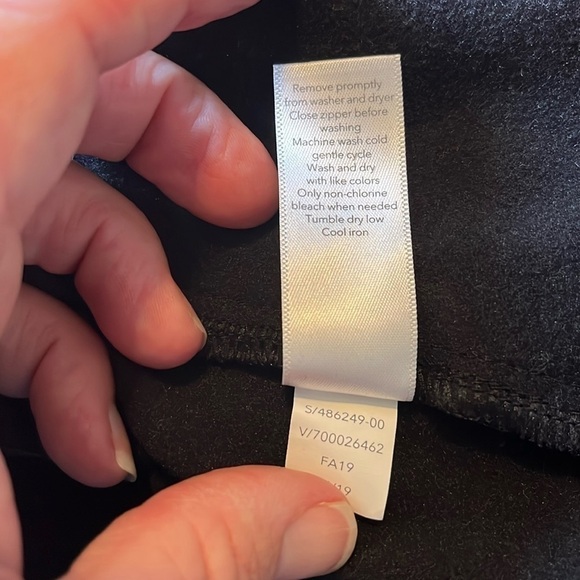 Remove promptly
from washer and dryer
Close zipper before
washing
Machine wash cold
gentle cycle
Wash and dry
with like colors
Only non-chlorine
bleach when needed
Tumble dry low
Cool iron
S/486249-00
V/700026462
FA19
/19